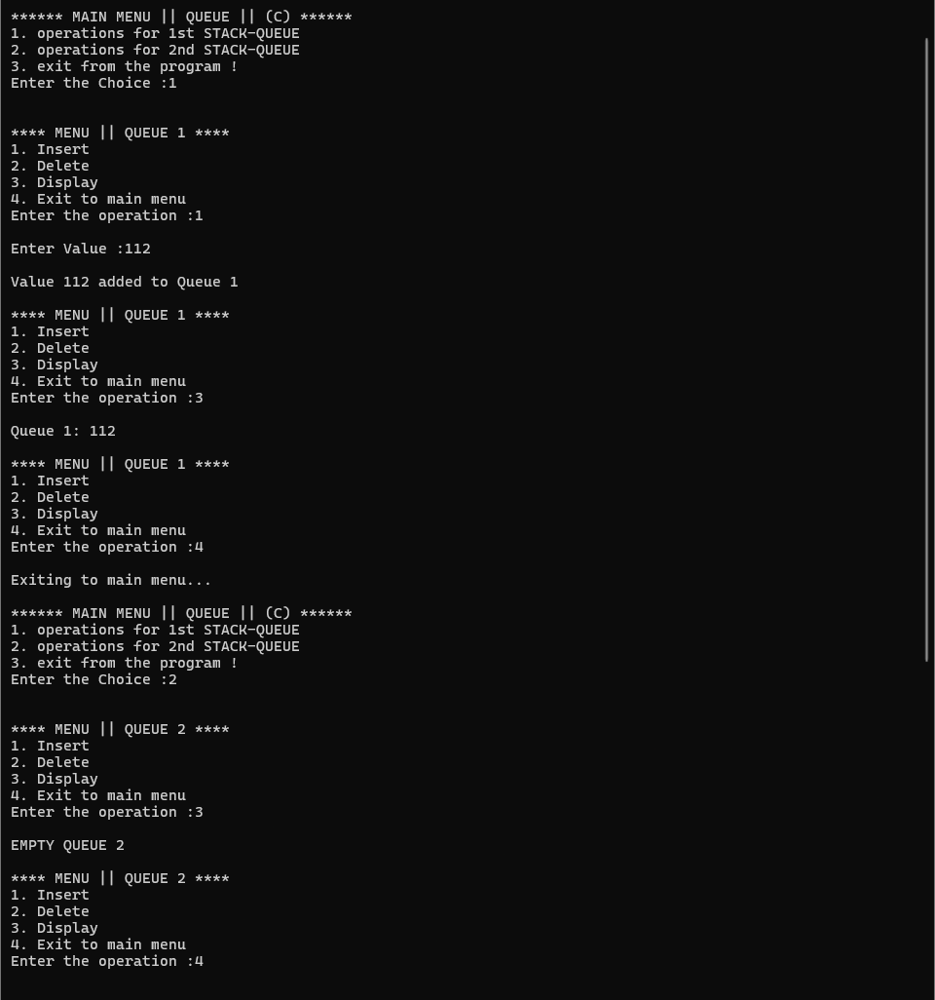 ****** MAIN MENU || QUEUE || (C) ******
1. operations for 1st STACK-QUEUE
2. operations for 2nd STACK-QUEUE
3. exit from the program !
Enter the Choice :1
**** MENU || QUEUE 1 ****
1. Insert
2. Delete
3. Display
4. Exit to main menu
Enter the operation :1
Enter Value :112
Value 112 added to Queue 1
**** MENU || QUEUE 1 ****
1. Insert
2. Delete
3. Display
4. Exit to main menu
Enter the operation :3
Queue 1: 112
**** MENU || QUEUE 1 ****
1. Insert
2. Delete
3. Display
4. Exit to main menu
Enter the operation :4
Exiting to main menu...
****** MAIN MENU || QUEUE || (C) ******
1. operations for 1st STACK-QUEUE
2. operations for 2nd STACK-QUEUE
3. exit from the program !
Enter the Choice :2
**** MENU || QUEUE 2 ****
1. Insert
2. Delete
3. Display
4. Exit to main menu
Enter the operation :3
EMPTY QUEUE 2
**** MENU || QUEUE 2 ****
1. Insert
2. Delete
3. Display
4. Exit to main menu
Enter the operation :4